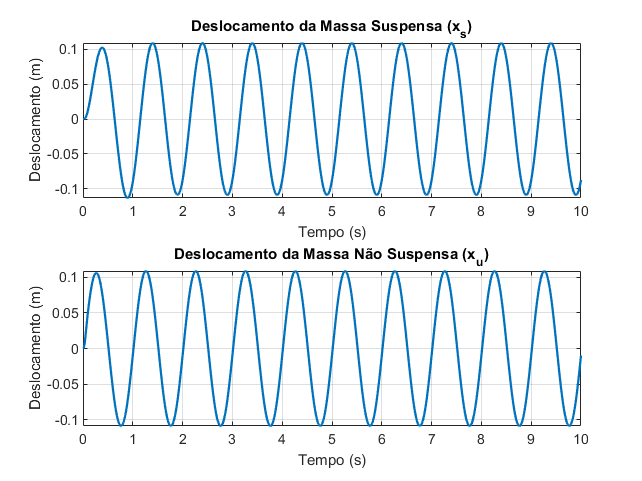 Deslocamento da Massa Suspensa (x_s)
Deslocamento (m)
0.1
0.05
0
-0.05
-0.1
0 1 2 3 4 5 6 7 8 9 10
Tempo (s)
Deslocamento da Massa Não Suspensa (x_u)
Deslocamento (m)
0.1
0.05
0
-0.05
-0.1
0 1 2 3 4 5 6 7 8 9 10
Tempo (s)